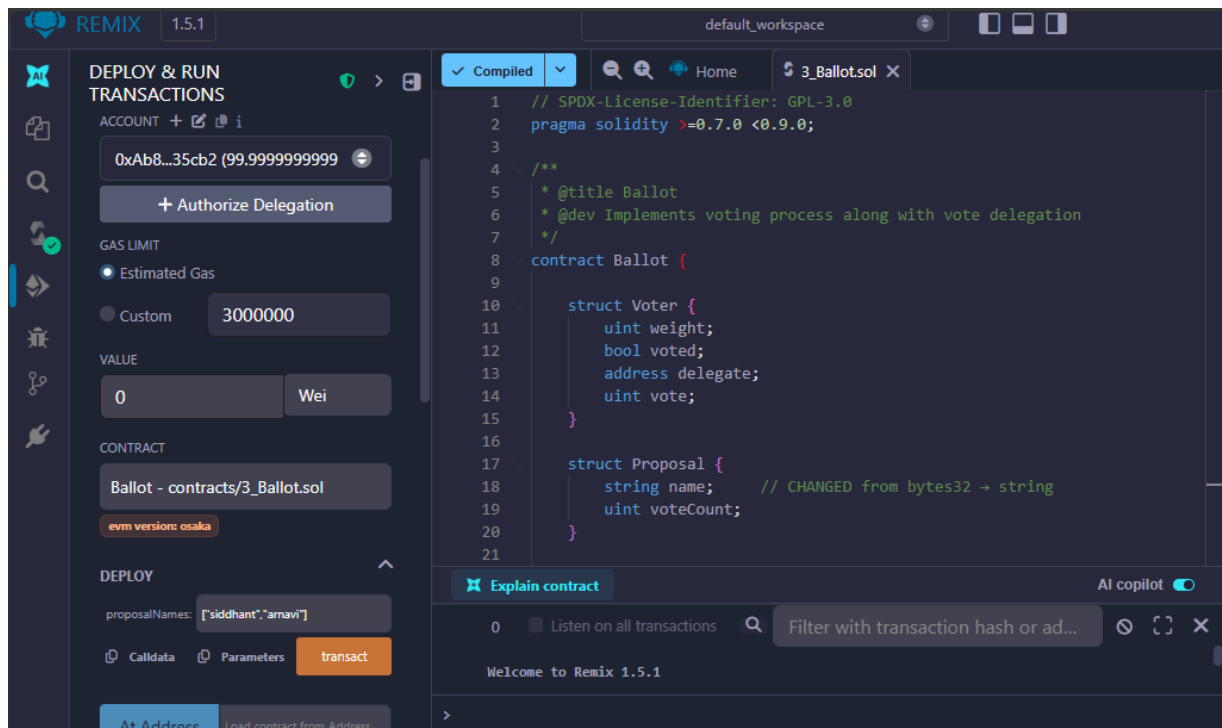 REMIX 1.5.1
default_workspace
DEPLOY & RUN
TRANSACTIONS
ACCOUNT
0xAb8...35cb2 (99.9999999999
+ Authorize Delegation
GAS LIMIT
Estimated Gas
Custom 3000000
VALUE
0 Wei
CONTRACT
Ballot - contracts/3_Ballot.sol
evm version: osaka
DEPLOY
proposalNames: ["siddhant","arnavi"]
Calldata Parameters transact
At Address Load contract from Address
Compiled Home 3_Ballot.sol
1 // SPDX-License-Identifier: GPL-3.0
2 pragma solidity >=0.7.0 <0.9.0;
3
4 /**
5 * @title Ballot
6 * @dev Implements voting process along with vote delegation
7 */
8 contract Ballot {
9
10 struct Voter {
11 uint weight;
12 bool voted;
13 address delegate;
14 uint vote;
15 }
16
17 struct Proposal {
18 string name; // CHANGED from bytes32 → string
19 uint voteCount;
20 }
21
Explain contract AI copilot
0 Listen on all transactions Filter with transaction hash or ad...
Welcome to Remix 1.5.1
>